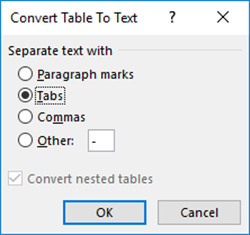 Convert Table To Text ? ×
Separate text with
Paragraph marks
Tabs
Commas
Other: -
Convert nested tables
OK Cancel